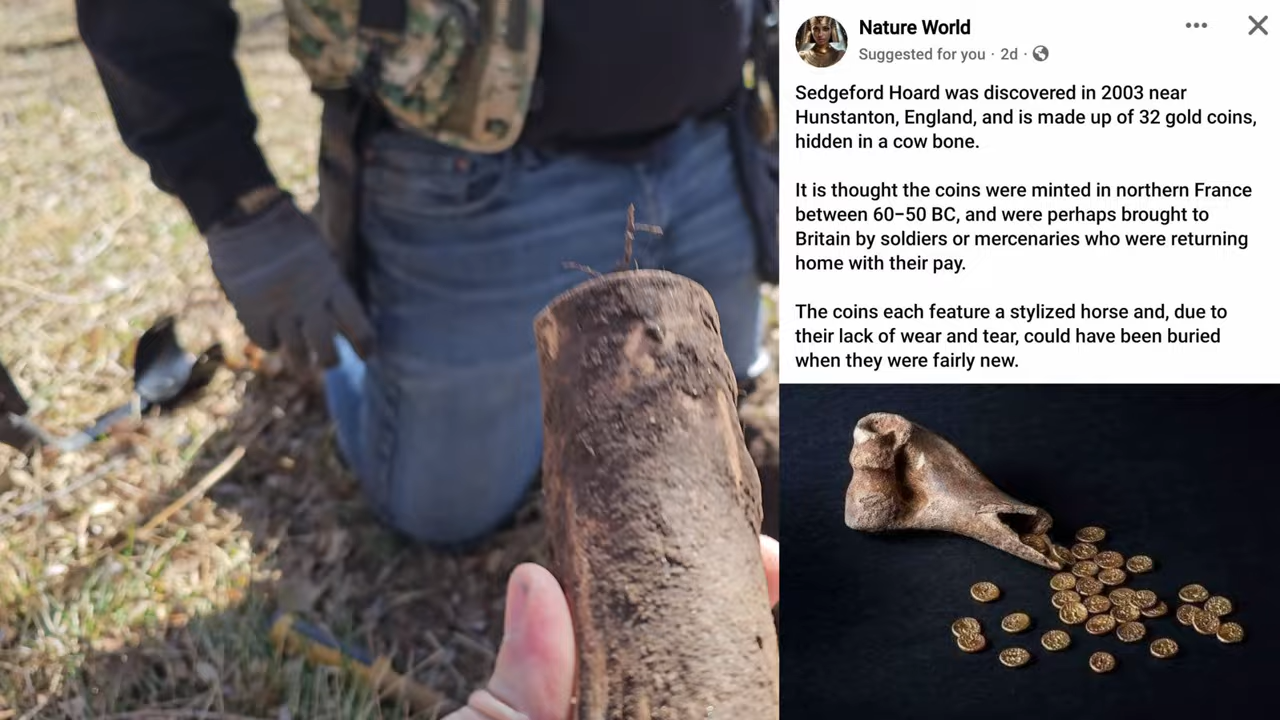 Nature World
Suggested for you · 2d ·
Sedgeford Hoard was discovered in 2003 near
Hunstanton, England, and is made up of 32 gold coins,
hidden in a cow bone.
It is thought the coins were minted in northern France
between 60–50 BC, and were perhaps brought to
Britain by soldiers or mercenaries who were returning
home with their pay.
The coins each feature a stylized horse and, due to
their lack of wear and tear, could have been buried
when they were fairly new.